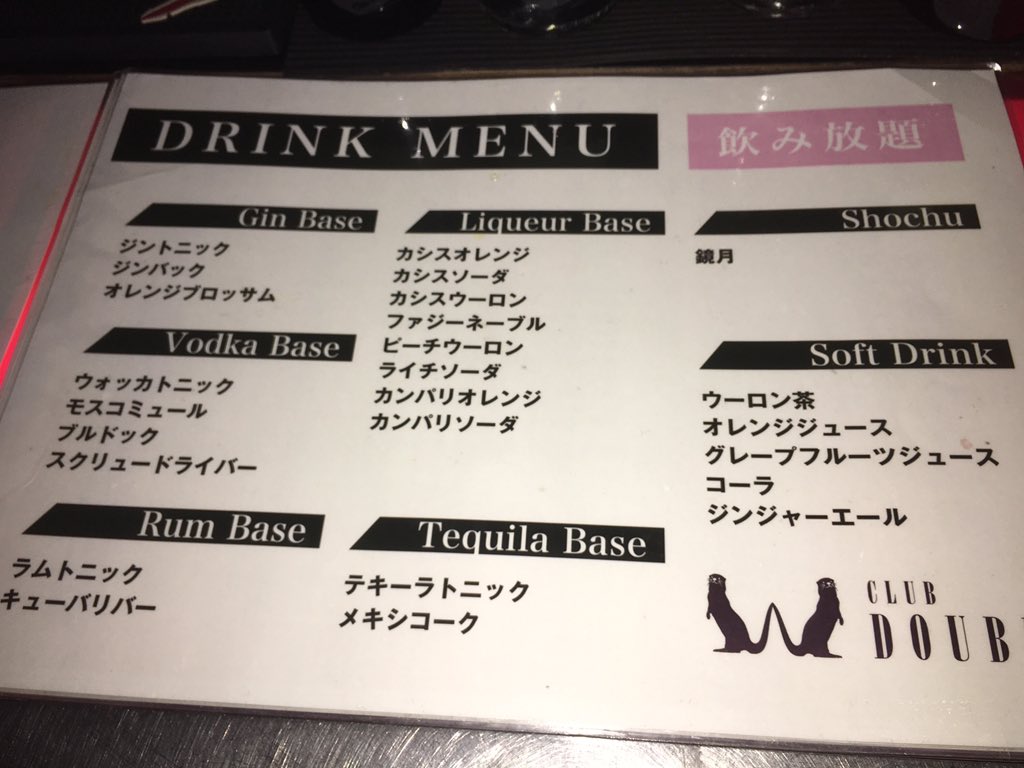 DRINK MENU
飲み放題
Gin Base
ジントニック
ジンバック
オレンジブロッサム
Vodka Base
ウォッカトニック
モスコミュール
ブルドック
スクリュードライバー
Rum Base
ラムトニック
キューバリバー
Liqueur Base
カシスオレンジ
カシスソーダ
カシスウーロン
ファジーネーブル
ピーチウーロン
ライチソーダ
カンパリオレンジ
カンパリソーダ
Tequila Base
テキーラトニック
メキシコーク
Shochu
鏡月
Soft Drink
ウーロン茶
オレンジジュース
グレープフルーツジュース
コーラ
ジンジャーエール
CLUB
DOUB